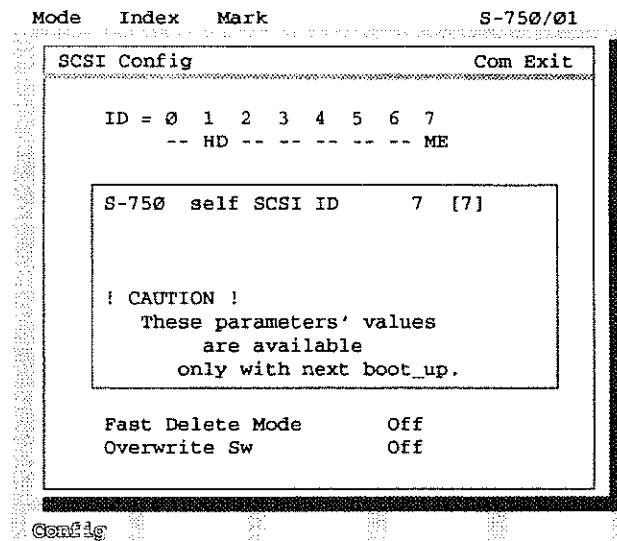 Mode Index Mark S-75Ø/Ø1
SCSI Config Com Exit
ID = Ø 1 2 3 4 5 6 7
-- HD -- -- -- -- -- ME
S-75Ø self SCSI ID 7 [7]
! CAUTION !
These parameters' values
are available
only with next boot_up.
Fast Delete Mode Off
Overwrite Sw Off
Config